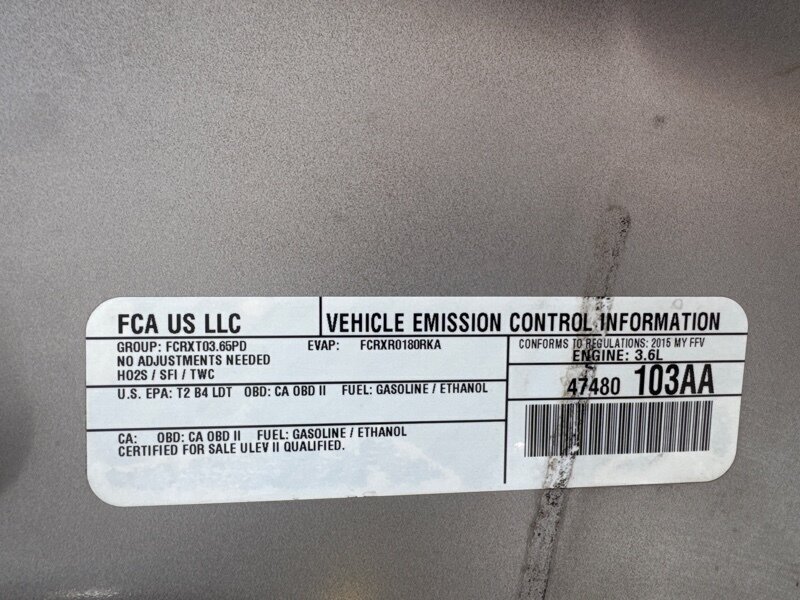 FCA US LLC
VEHICLE EMISSION CONTROL INFORMATION
GROUP: FCRXT03.65PD EVAP: FCRXR0180RKA
NO ADJUSTMENTS NEEDED
HO2S / SFI / TWC
CONFORMS TO REGULATIONS: 2015 MY FFV
ENGINE: 3.6L
U.S. EPA: T2 B4 LDT OBD: CA OBD II FUEL: GASOLINE / ETHANOL
47480 103AA
CA: OBD: CA OBD II FUEL: GASOLINE / ETHANOL
CERTIFIED FOR SALE ULEV II QUALIFIED.